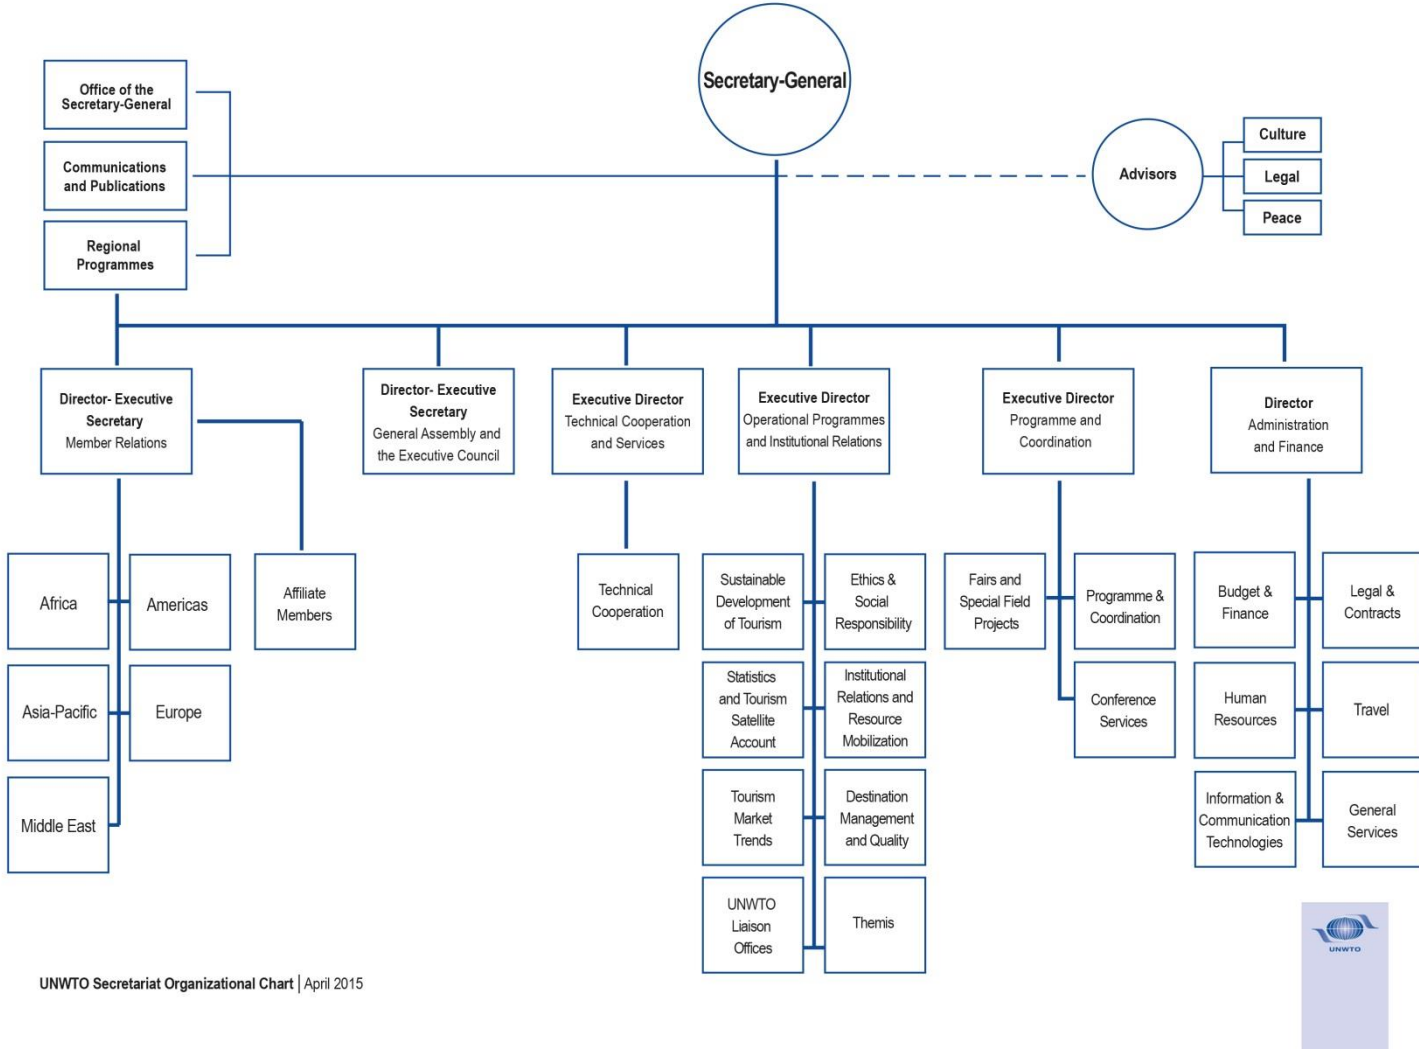 Secretary-General
Office of the
Secretary-General
Communications
and Publications
Regional
Programmes
Advisors
Culture
Legal
Peace
Director- Executive
Secretary
Member Relations
Director- Executive
Secretary
General Assembly and
the Executive Council
Executive Director
Technical Cooperation
and Services
Executive Director
Operational Programmes
and Institutional Relations
Executive Director
Programme and
Coordination
Director
Administration
and Finance
Africa
Americas
Asia-Pacific
Europe
Middle East
Affiliate
Members
Technical
Cooperation
Sustainable
Development
of Tourism
Ethics &
Social
Responsibility
Statistics
and Tourism
Satellite
Account
Institutional
Relations and
Resource
Mobilization
Tourism
Market
Trends
Destination
Management
and Quality
UNWTO
Liaison
Offices
Themis
Fairs and
Special Field
Projects
Programme &
Coordination
Conference
Services
Budget &
Finance
Legal &
Contracts
Human
Resources
Travel
Information &
Communication
Technologies
General
Services
UNWTO
UNWTO Secretariat Organizational Chart | April 2015